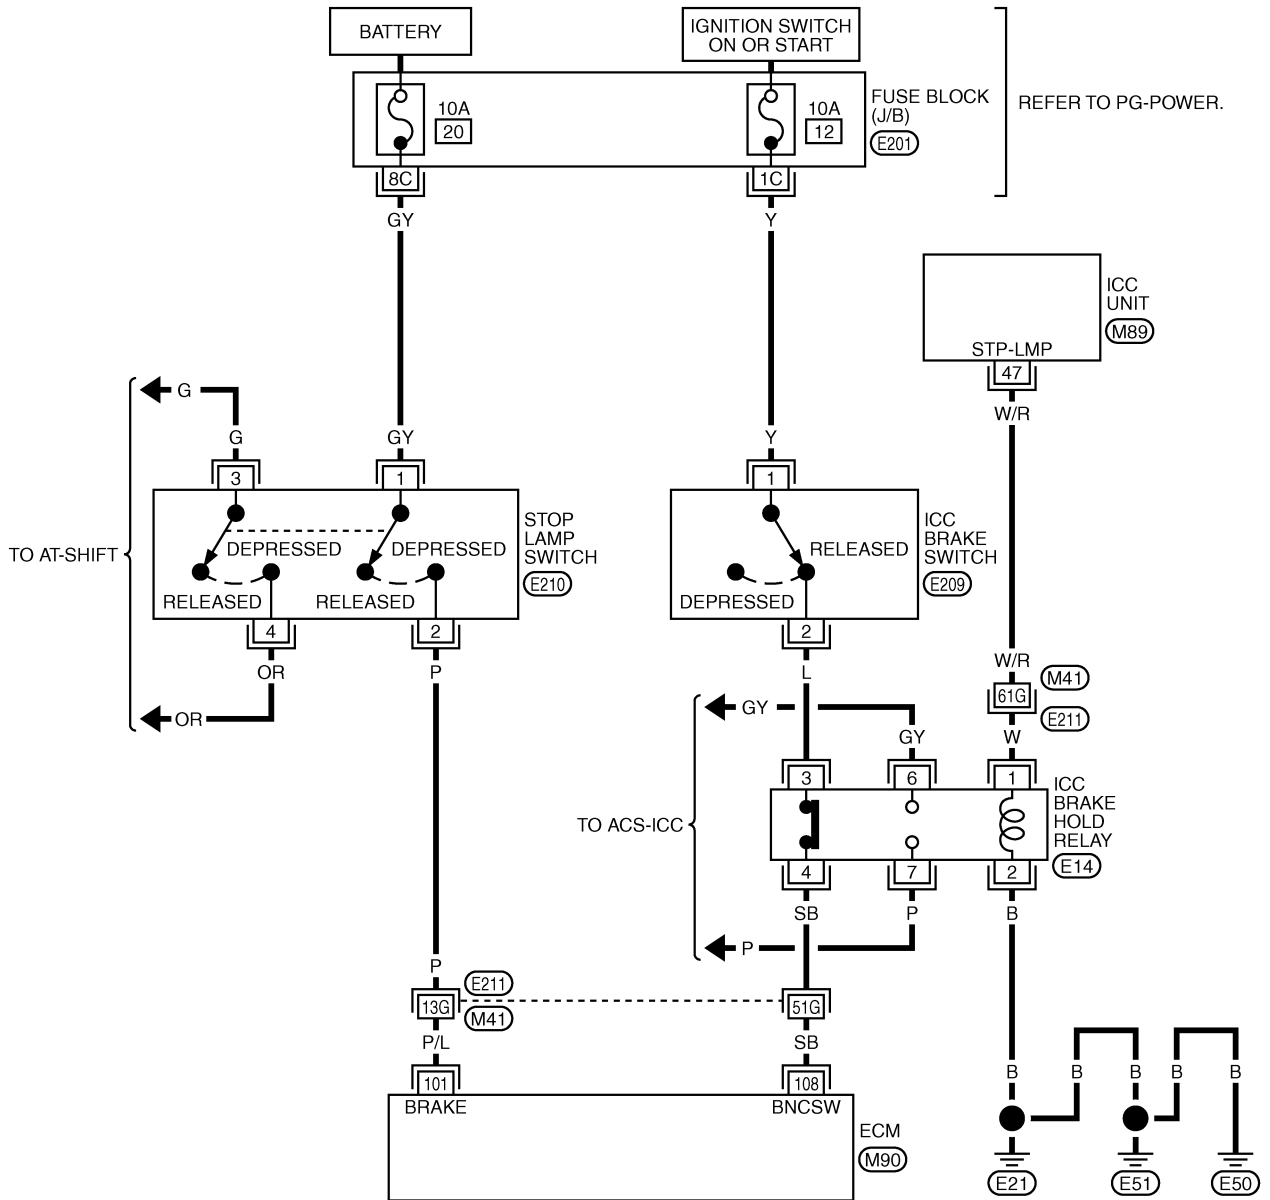 BATTERY
IGNITION SWITCH
ON OR START
10A
20
10A
12
FUSE BLOCK
(J/B)
E201
REFER TO PG-POWER.
8C
1C
GY
Y
ICC
UNIT
M89
STP-LMP
47
W/R
G
G
GY
Y
3
1
1
STOP
LAMP
SWITCH
E210
DEPRESSED
DEPRESSED
RELEASED
RELEASED
TO AT-SHIFT
RELEASED
DEPRESSED
ICC
BRAKE
SWITCH
E209
4
2
2
OR
P
L
OR
W/R
M41
61G
E211
W
GY
GY
3
6
1
ICC
BRAKE
HOLD
RELAY
E14
TO ACS-ICC
4
7
2
SB
P
B
P
P
E211
13G
M41
51G
P/L
SB
101
108
BRAKE
BNCSW
ECM
M90
B
B
B
B
B
E21
E51
E50